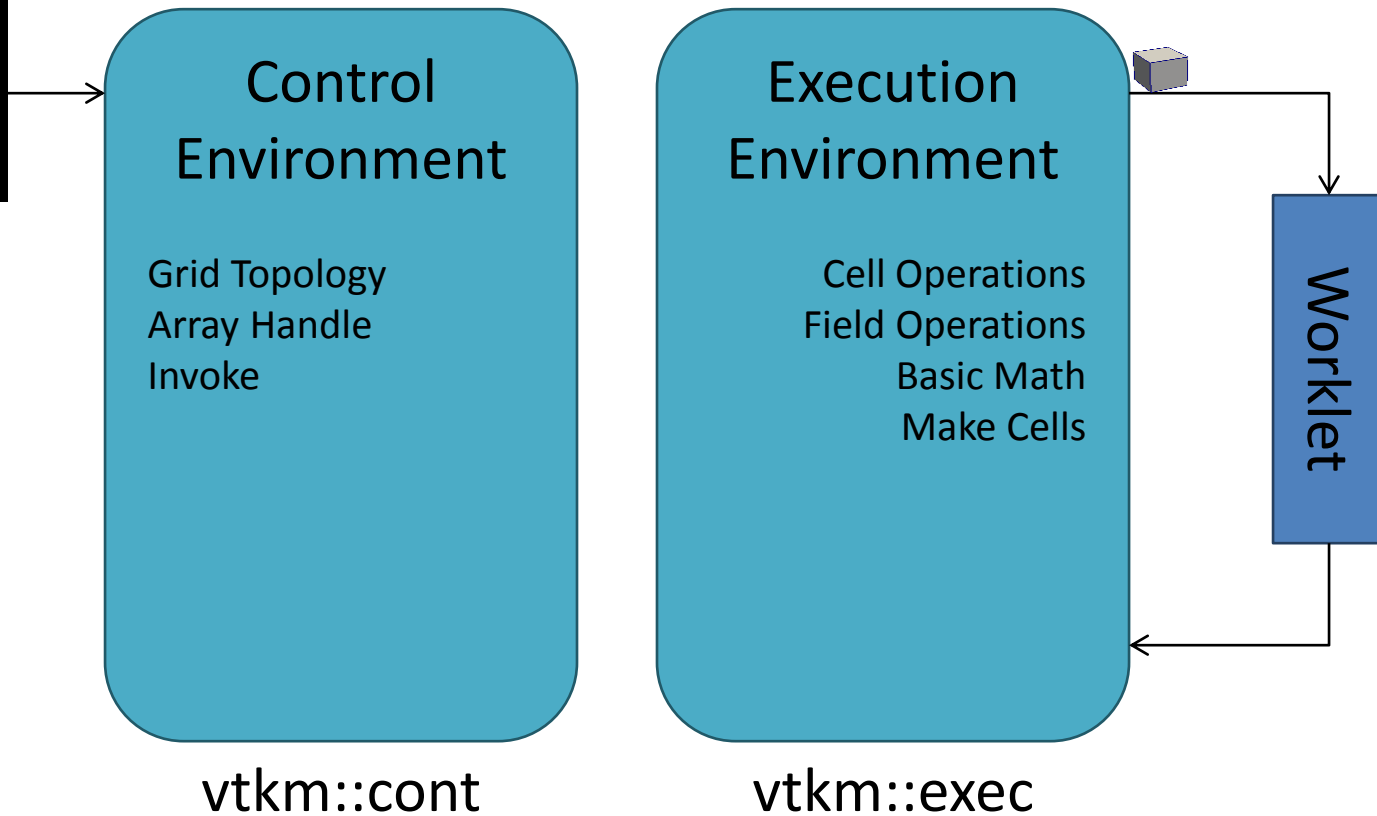 Control
Environment
Grid Topology
Array Handle
Invoke
vtkm::cont
Execution
Environment
Cell Operations
Field Operations
Basic Math
Make Cells
vtkm::exec
Worklet